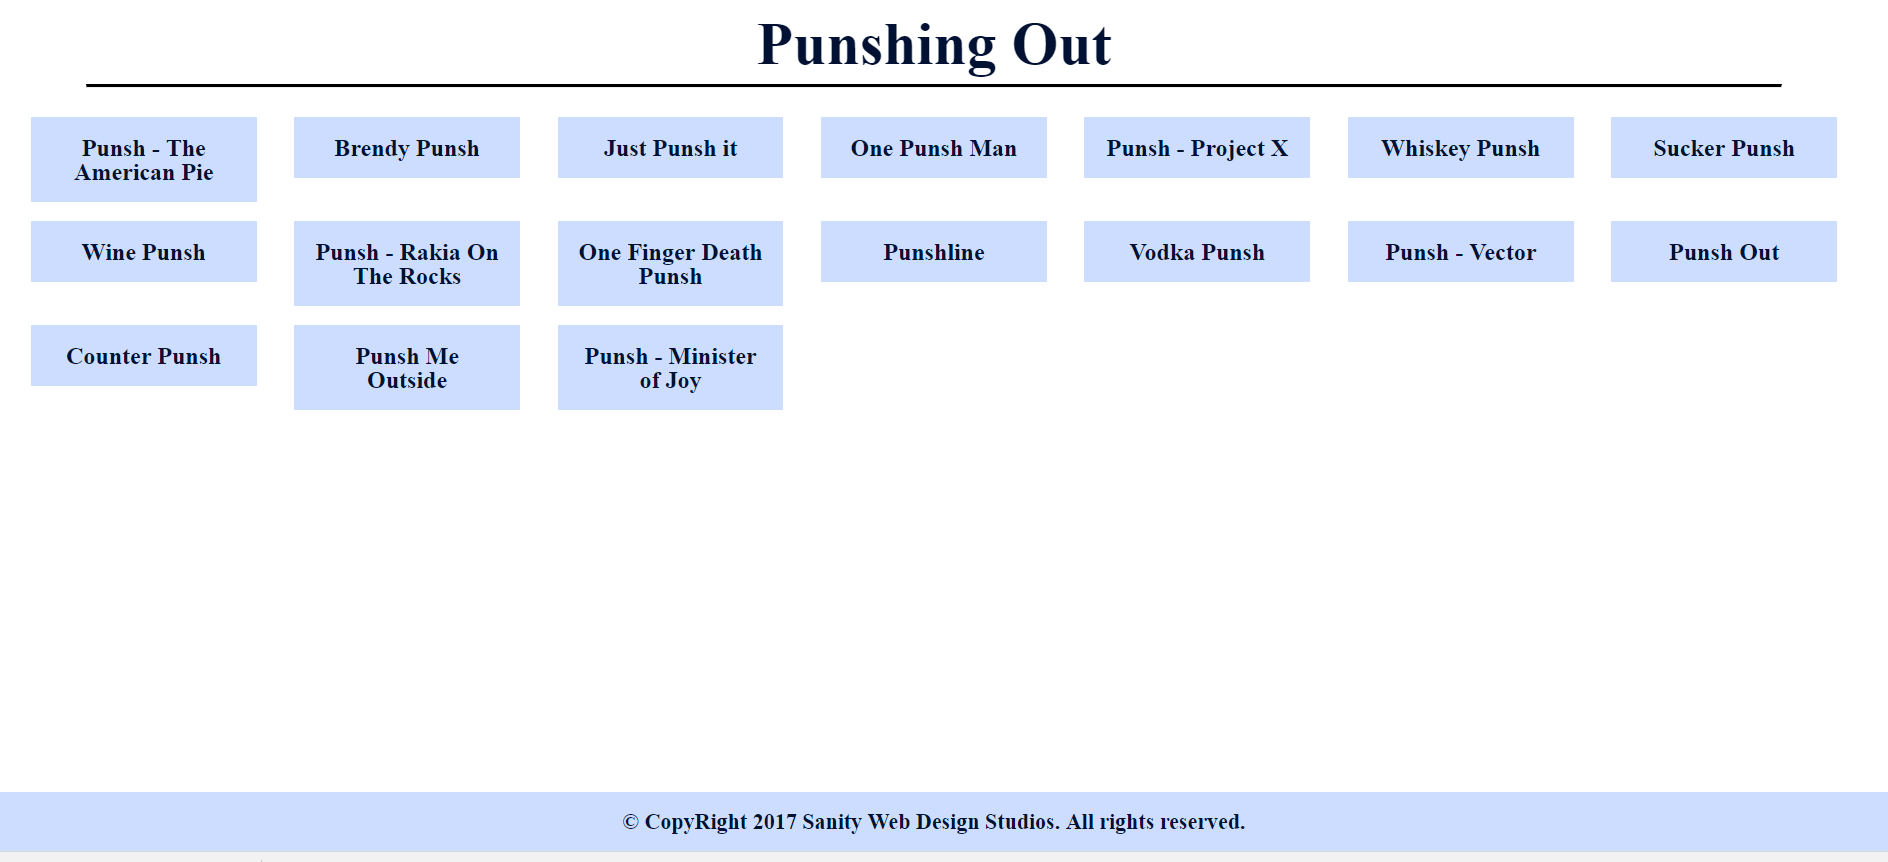 Punshing Out
Punsh - The
American Pie
Brendy Punsh
Just Punsh it
One Punsh Man
Punsh - Project X
Whiskey Punsh
Sucker Punsh
Wine Punsh
Punsh - Rakia On
The Rocks
One Finger Death
Punsh
Punshline
Vodka Punsh
Punsh - Vector
Punsh Out
Counter Punsh
Punsh Me
Outside
Punsh - Minister
of Joy
© CopyRight 2017 Sanity Web Design Studios. All rights reserved.